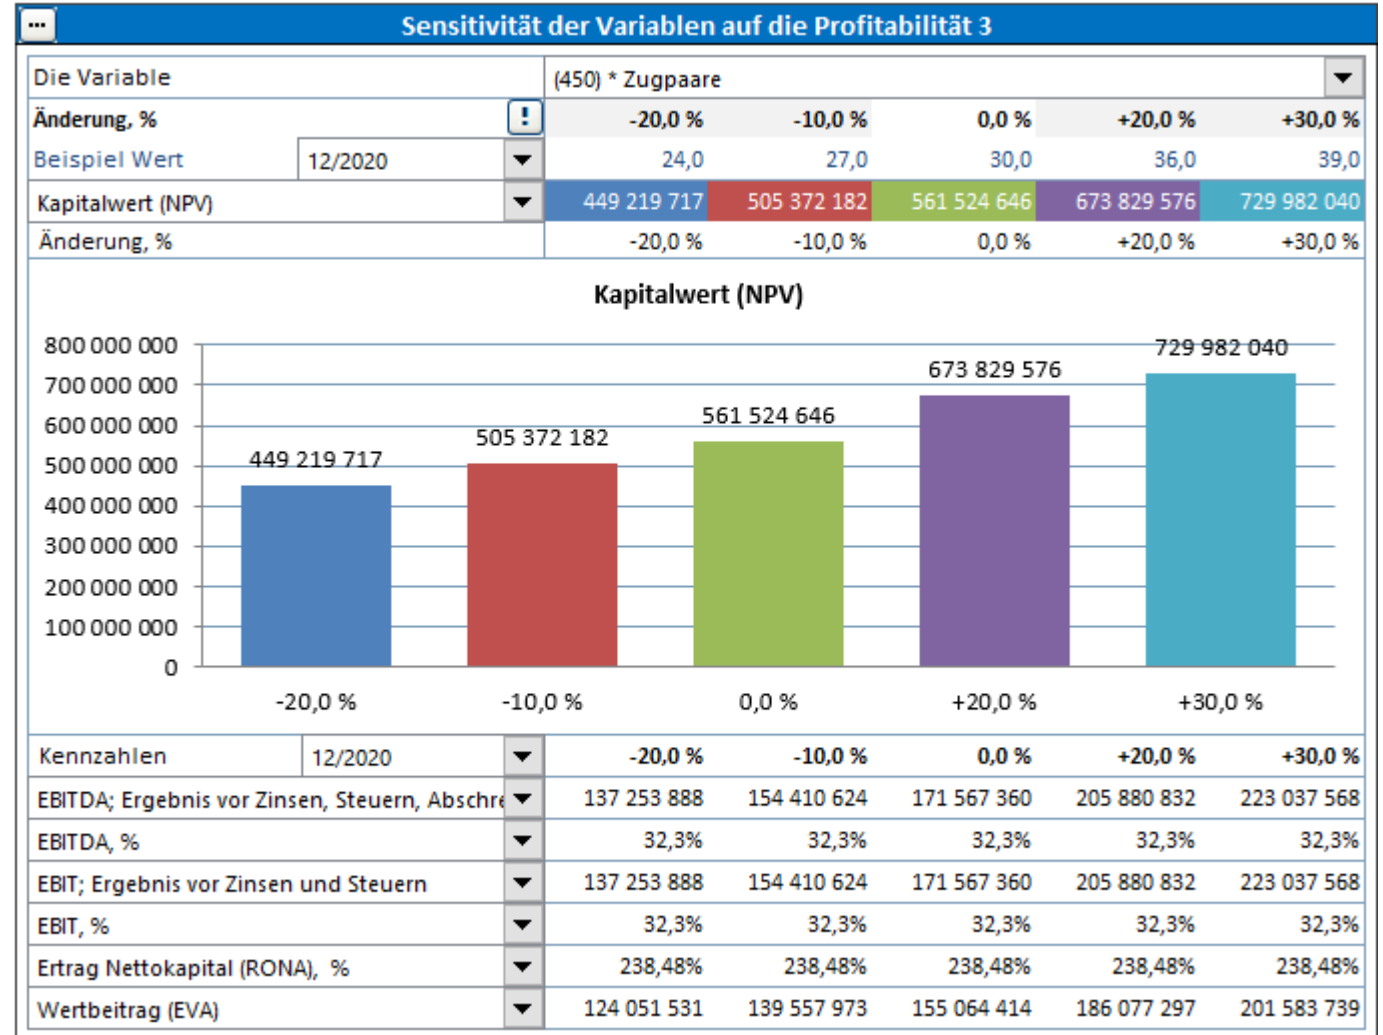 ... Sensitivität der Variablen auf die Profitabilität 3
Die Variable (450) * Zugpaare
Änderung, % ! -20,0 % -10,0 % 0,0 % +20,0 % +30,0 %
Beispiel Wert 12/2020 24,0 27,0 30,0 36,0 39,0
Kapitalwert (NPV) 449 219 717 505 372 182 561 524 646 673 829 576 729 982 040
Änderung, % -20,0 % -10,0 % 0,0 % +20,0 % +30,0 %
Kapitalwert (NPV)
800 000 000
700 000 000
600 000 000
500 000 000
400 000 000
300 000 000
200 000 000
100 000 000
0
449 219 717
505 372 182
561 524 646
673 829 576
729 982 040
-20,0 % -10,0 % 0,0 % +20,0 % +30,0 %
Kennzahlen 12/2020 -20,0 % -10,0 % 0,0 % +20,0 % +30,0 %
EBITDA; Ergebnis vor Zinsen, Steuern, Abschre 137 253 888 154 410 624 171 567 360 205 880 832 223 037 568
EBITDA, % 32,3% 32,3% 32,3% 32,3% 32,3%
EBIT; Ergebnis vor Zinsen und Steuern 137 253 888 154 410 624 171 567 360 205 880 832 223 037 568
EBIT, % 32,3% 32,3% 32,3% 32,3% 32,3%
Ertrag Nettokapital (RONA), % 238,48% 238,48% 238,48% 238,48% 238,48%
Wertbeitrag (EVA) 124 051 531 139 557 973 155 064 414 186 077 297 201 583 739